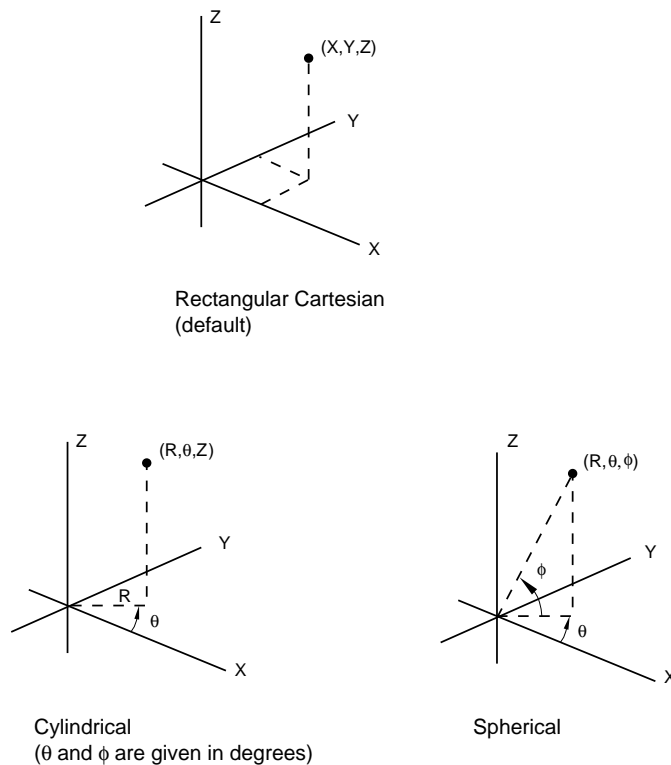 Z
(X,Y,Z)
Y
X
Rectangular Cartesian
(default)
Z
(R,θ,Z)
Y
R
θ
X
Cylindrical
(θ and ϕ are given in degrees)
Z
(R,θ,ϕ)
Y
ϕ
θ
X
Spherical